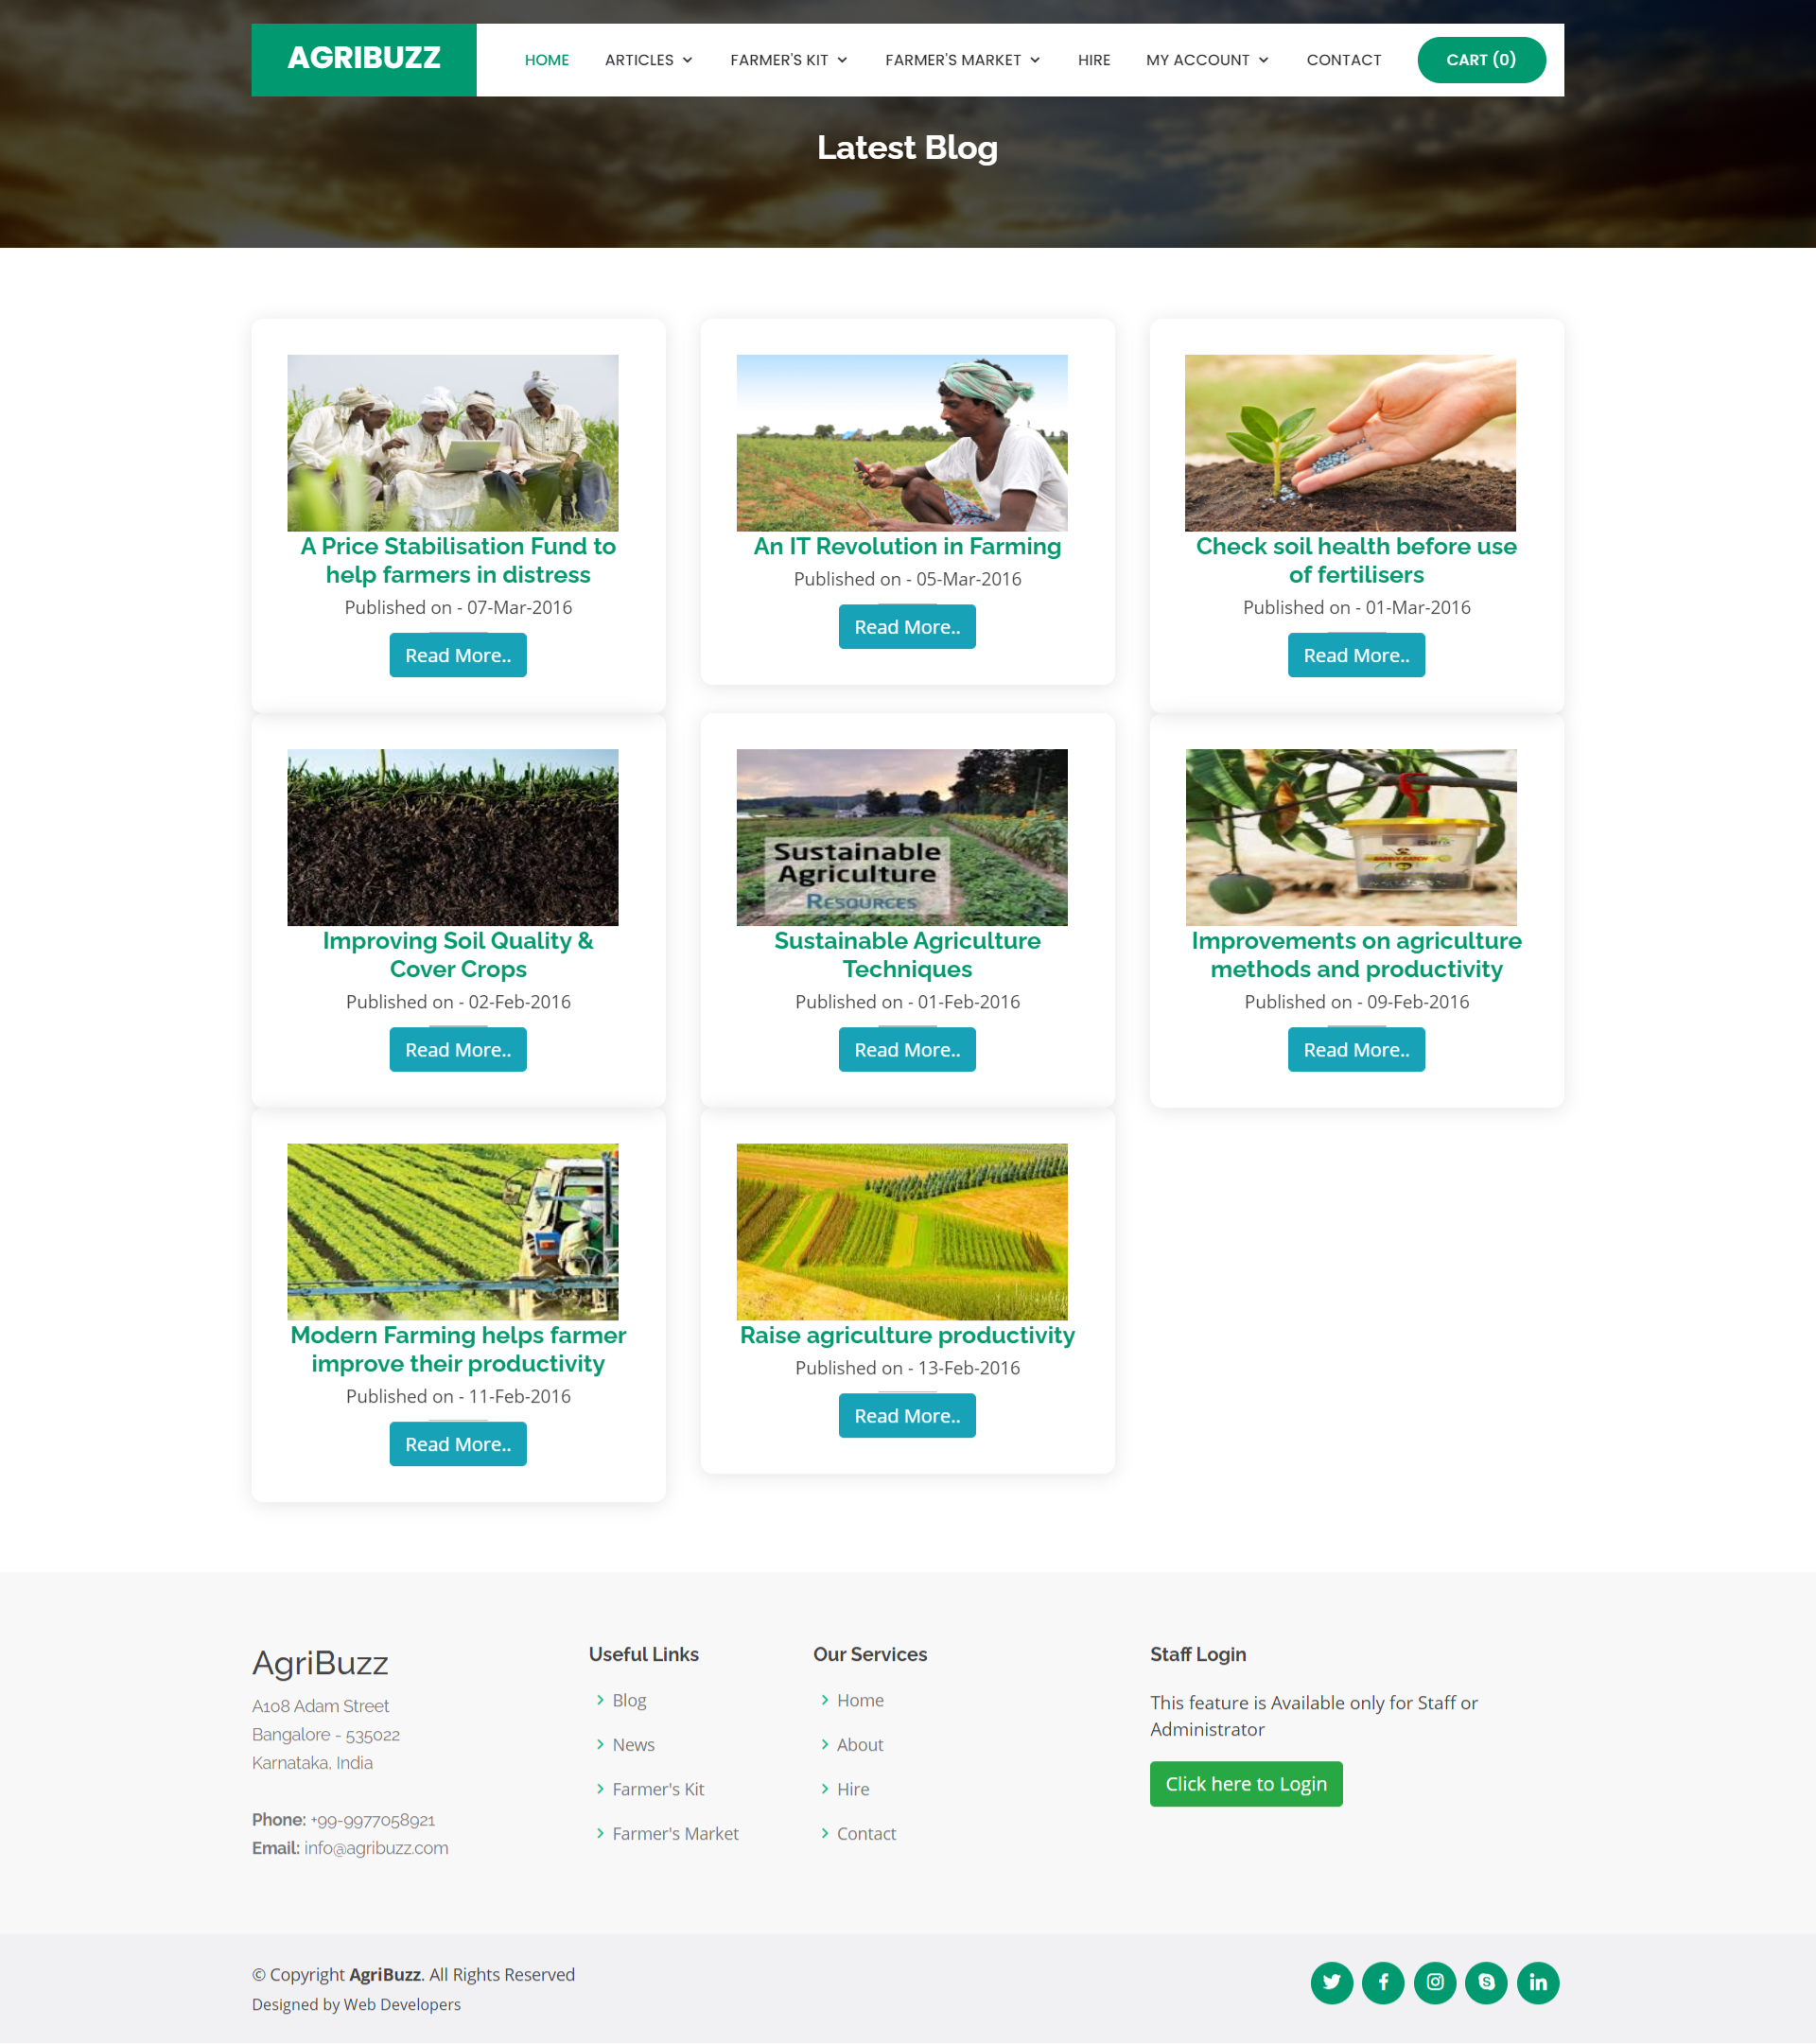 AGRIBUZZ
HOME ARTICLES FARMER'S KIT FARMER'S MARKET HIRE MY ACCOUNT CONTACT CART (0)
Latest Blog
A Price Stabilisation Fund to
help farmers in distress
Published on - 07-Mar-2016
Read More..
An IT Revolution in Farming
Published on - 05-Mar-2016
Read More..
Check soil health before use
of fertilisers
Published on - 01-Mar-2016
Read More..
Improving Soil Quality &
Cover Crops
Published on - 02-Feb-2016
Read More..
Sustainable
Agriculture
RESOURCES
Sustainable Agriculture
Techniques
Published on - 01-Feb-2016
Read More..
Improvements on agriculture
methods and productivity
Published on - 09-Feb-2016
Read More..
Modern Farming helps farmer
improve their productivity
Published on - 11-Feb-2016
Read More..
Raise agriculture productivity
Published on - 13-Feb-2016
Read More..
AgriBuzz
A108 Adam Street
Bangalore - 535022
Karnataka, India
Phone: +99-9977058921
Email: info@agribuzz.com
Useful Links
Blog
News
Farmer's Kit
Farmer's Market
Our Services
Home
About
Hire
Contact
Staff Login
This feature is Available only for Staff or
Administrator
Click here to Login
© Copyright AgriBuzz. All Rights Reserved
Designed by Web Developers